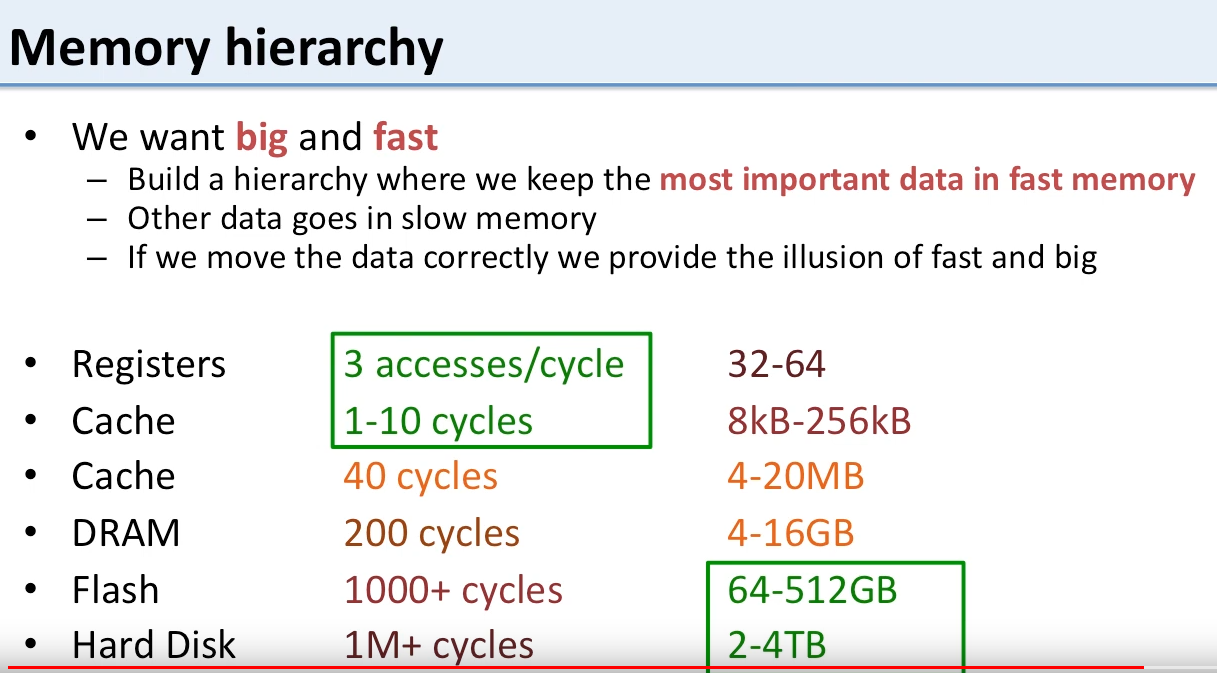 Memory hierarchy
• We want big and fast
– Build a hierarchy where we keep the most important data in fast memory
– Other data goes in slow memory
– If we move the data correctly we provide the illusion of fast and big
• Registers 3 accesses/cycle 32-64
• Cache 1-10 cycles 8kB-256kB
• Cache 40 cycles 4-20MB
• DRAM 200 cycles 4-16GB
• Flash 1000+ cycles 64-512GB
• Hard Disk 1M+ cycles 2-4TB